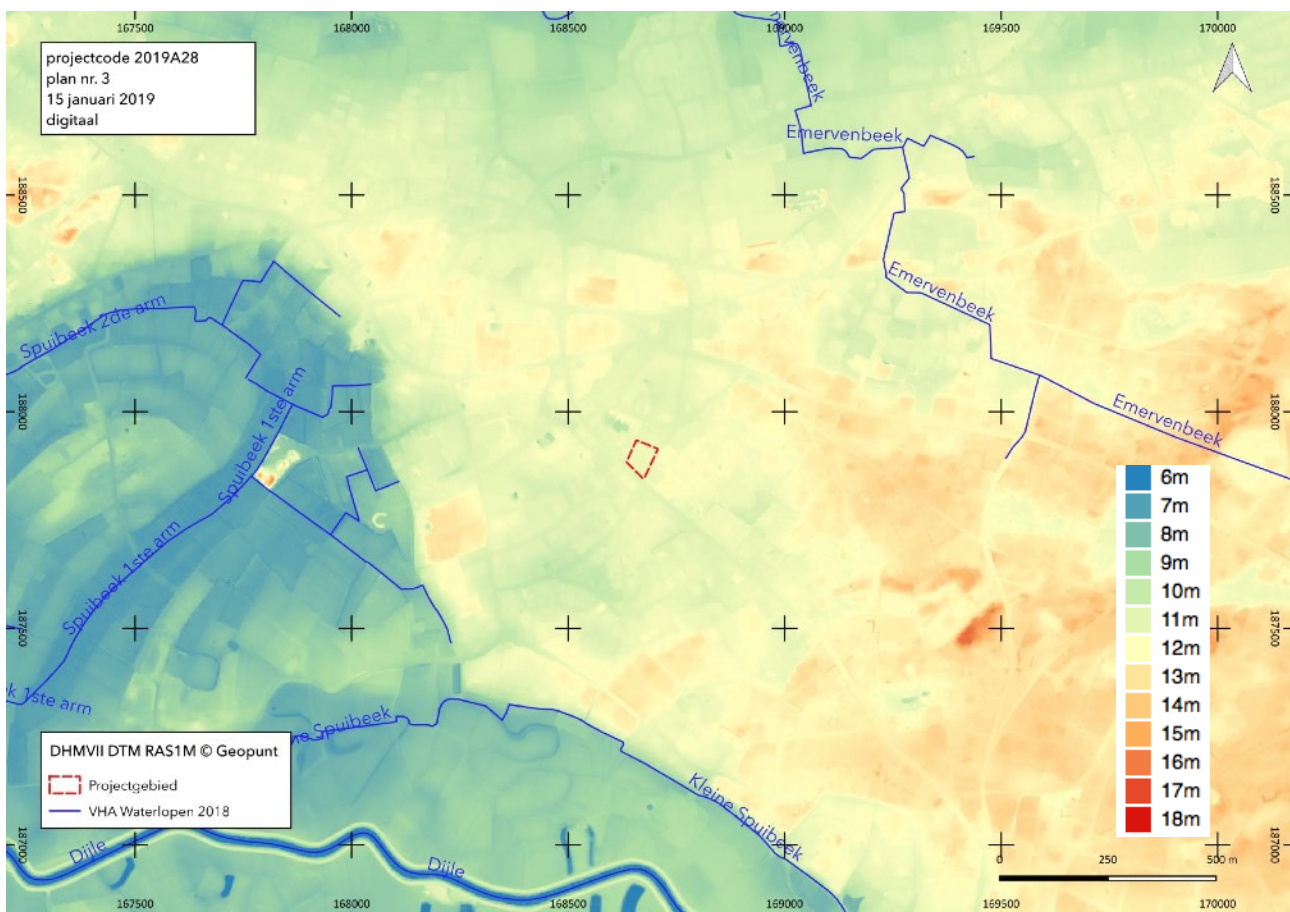 167500 168000 168500 169000 169500 170000
projectcode 2019A28
plan nr. 3
15 januari 2019
digitaal
Emervenbeek
188500
188500
Emervenbeek
Spuibeek 2de arm
Spuibeek 1ste arm
188000
188000
Emervenbeek
Spuibeek 1ste arm
6m
7m
8m
9m
10m
11m
12m
13m
14m
15m
16m
17m
18m
187500
187500
1ste arm
Spuibeek
Kleine Spuibeek
DHMVII DTM RAS1M © Geopunt
Projectgebied
VHA Waterlopen 2018
187000
187000
Dijle
Dijle
0 250 500 m
167500 168000 168500 169000 169500 170000